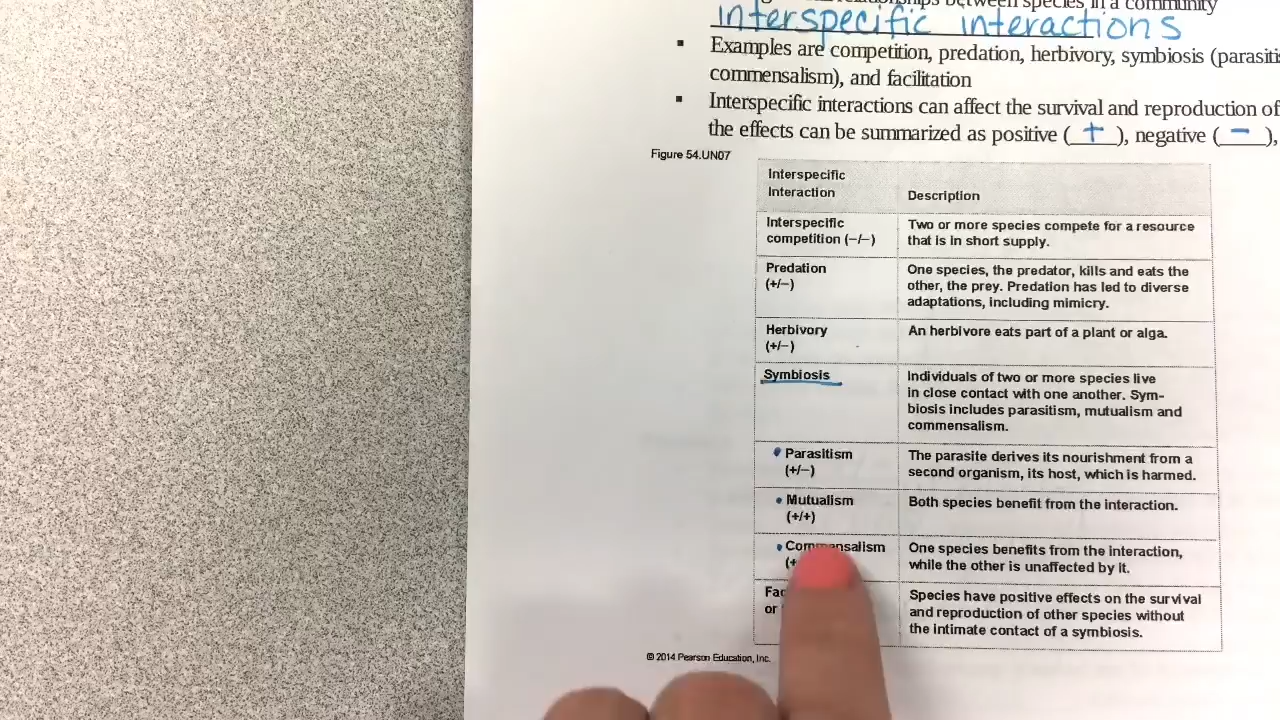 between species in a community
interspecific interactions
▪ Examples are competition, predation, herbivory, symbiosis
commensalism), and facilitation
▪ Interspecific interactions can affect the survival and reproduction of
the effects can be summarized as positive ( + ), negative ( − ),
Figure 54.UN07
Interspecific
Interaction
Description
Interspecific
competition (−/−)
Two or more species compete for a resource
that is in short supply.
Predation
(+/−)
One species, the predator, kills and eats the
other, the prey. Predation has led to diverse
adaptations, including mimicry.
Herbivory
(+/−)
An herbivore eats part of a plant or alga.
Symbiosis
Individuals of two or more species live
in close contact with one another. Sym-
biosis includes parasitism, mutualism and
commensalism.
• Parasitism
(+/−)
The parasite derives its nourishment from a
second organism, its host, which is harmed.
• Mutualism
(+/+)
Both species benefit from the interaction.
• Commensalism
One species benefits from the interaction,
while the other is unaffected by it.
or
Species have positive effects on the survival
and reproduction of other species without
the intimate contact of a symbiosis.
© 2014 Pearson Education, Inc.